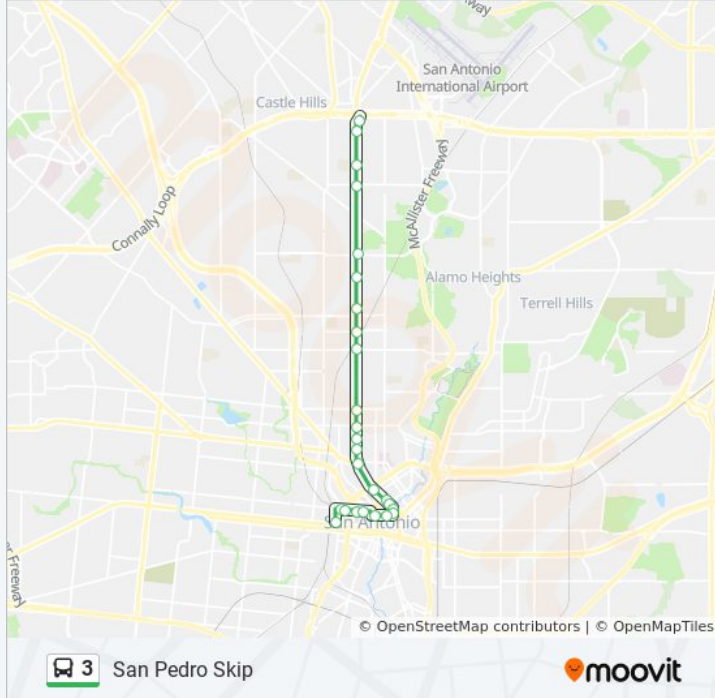 way
San Antonio
International Airport
Castle Hills
McAllister Freeway
Connally Loop
Alamo Heights
Terrell Hills
San Antonio
er Freeway
© OpenStreetMap contributors | © OpenMapTiles
3 San Pedro Skip
moovit